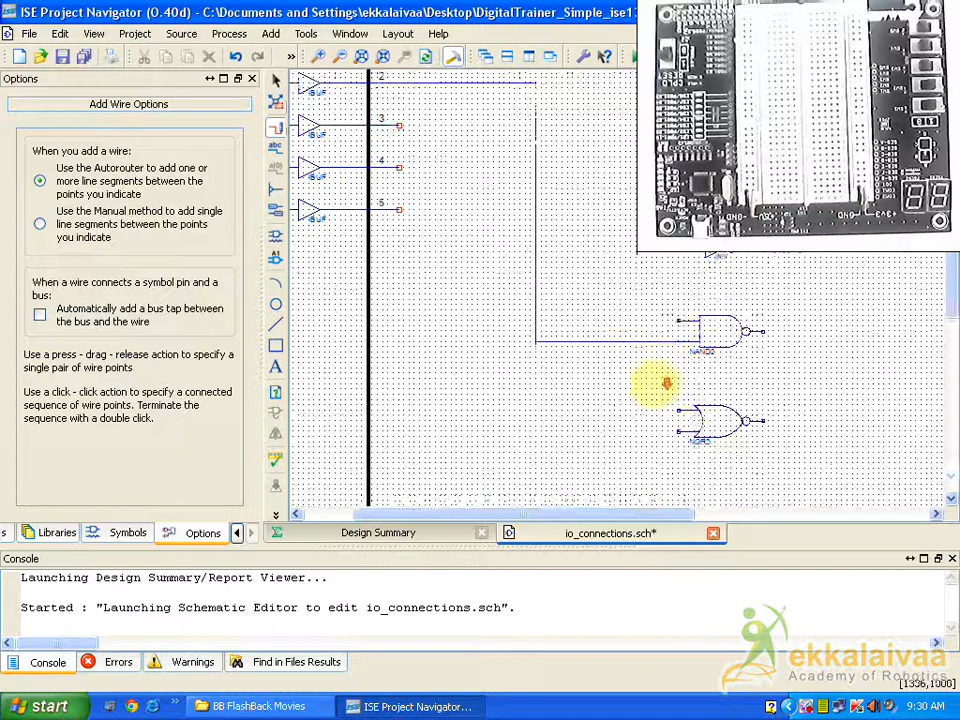 ISE Project Navigator (O.40d) - C:\Documents and Settings\ekkalaivaa\Desktop\DigitalTrainer_Simple_ise1
File Edit View Project Source Process Add Tools Window Layout Help
Options
Add Wire Options
When you add a wire:
Use the Autorouter to add one or
more line segments between the
points you indicate
Use the Manual method to add single
line segments between the points
you indicate
When a wire connects a symbol pin and a
bus:
Automatically add a bus tap between
the bus and the wire
Use a press - drag - release action to specify a
single pair of wire points
Use a click - click action to specify a connected
sequence of wire points. Terminate the
sequence with a double click.
2
IBUF
3
IBUF
4
IBUF
5
IBUF
NAND2
NOR2
Libraries Symbols Options
Design Summary
io_connections.sch*
Console
Launching Design Summary/Report Viewer...
Started : "Launching Schematic Editor to edit io_connections.sch".
Console Errors Warnings Find in Files Results
ekkalaivaa
Academy of Robotics
[1336,1000]
start
BB FlashBack Movies
ISE Project Navigator...
9:30 AM